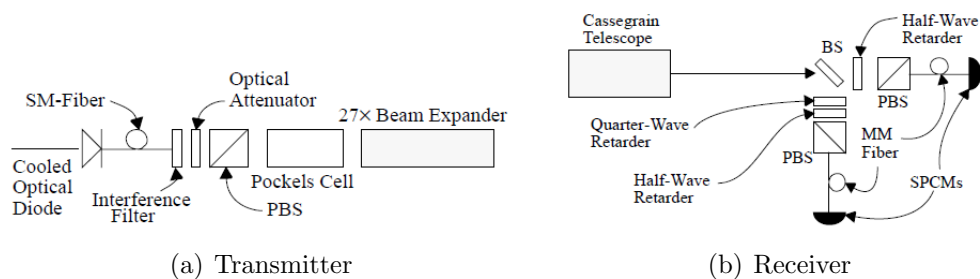 SM-Fiber
Optical
Attenuator
27× Beam Expander
Cooled
Optical
Diode
Interference
Filter
PBS
Pockels Cell
(a) Transmitter
Cassegrain
Telescope
BS
Half-Wave
Retarder
PBS
Quarter-Wave
Retarder
PBS
MM
Fiber
Half-Wave
Retarder
SPCMs
(b) Receiver